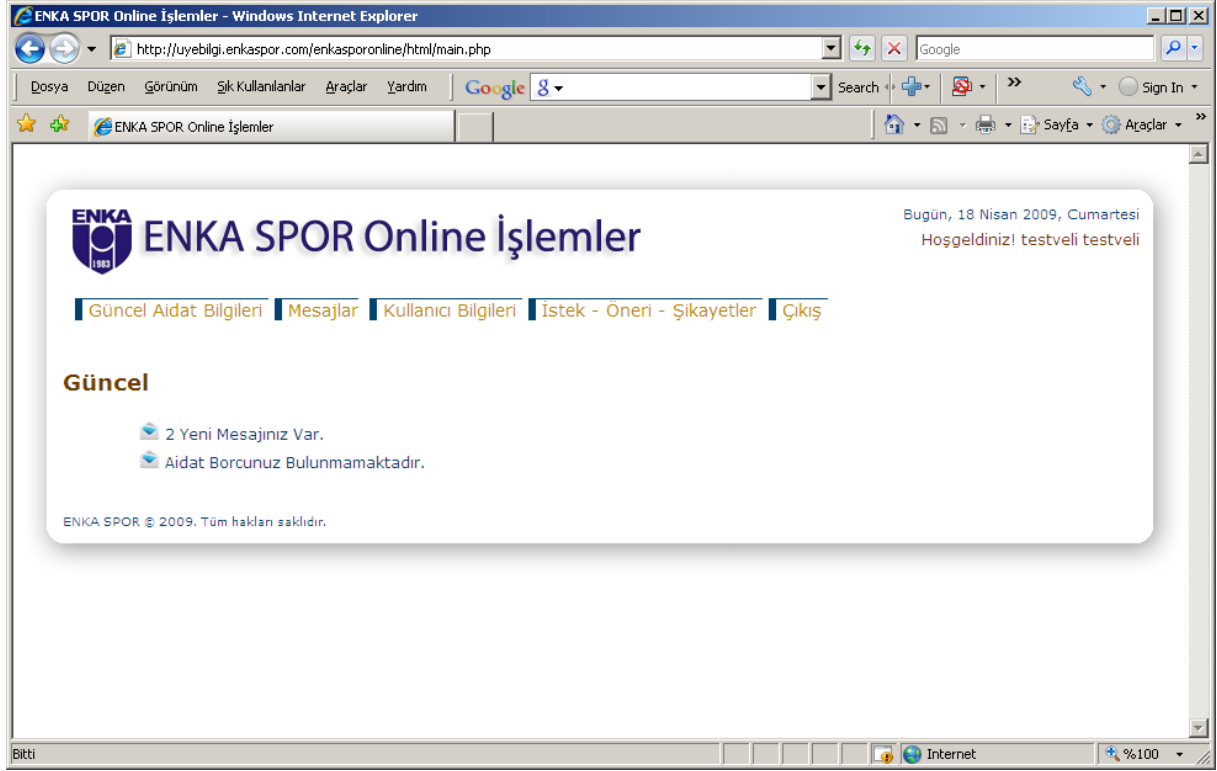 ENKA SPOR Online İşlemler - Windows Internet Explorer
http://uyebilgi.enkaspor.com/enkasporonline/html/main.php
Google
Dosya Düzen Görünüm Sık Kullanılanlar Araçlar Yardım Google g Search » Sign In
ENKA SPOR Online İşlemler Sayfa Araçlar »
Bugün, 18 Nisan 2009, Cumartesi
Hoşgeldiniz! testveli testveli
ENKA
1983
ENKA SPOR Online İşlemler
Güncel Aidat Bilgileri Mesajlar Kullanıcı Bilgileri İstek - Öneri - Şikayetler Çıkış
Güncel
2 Yeni Mesajınız Var.
Aidat Borcunuz Bulunmamaktadır.
ENKA SPOR © 2009. Tüm hakları saklıdır.
Bitti Internet %100